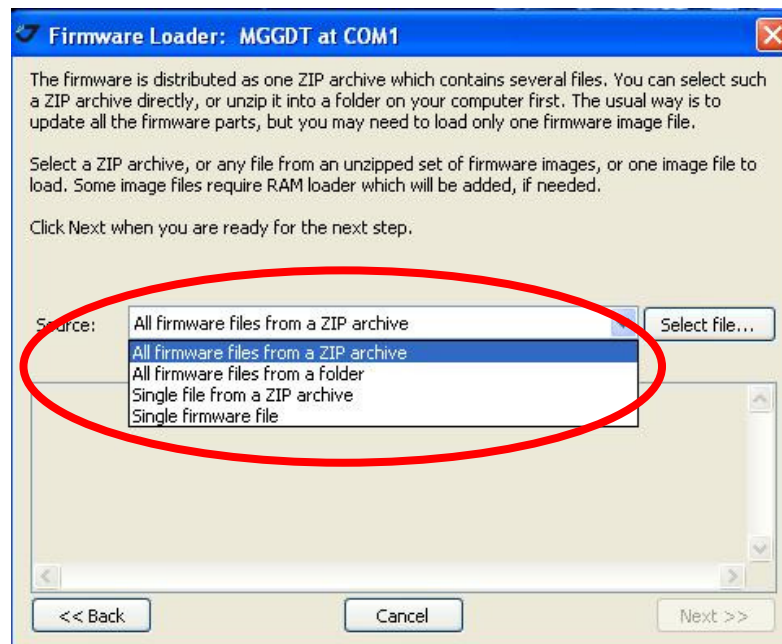 Firmware Loader: MGGDT at COM1
The firmware is distributed as one ZIP archive which contains several files. You can select such
a ZIP archive directly, or unzip it into a folder on your computer first. The usual way is to
update all the firmware parts, but you may need to load only one firmware image file.
Select a ZIP archive, or any file from an unzipped set of firmware images, or one image file to
load. Some image files require RAM loader which will be added, if needed.
Click Next when you are ready for the next step.
Source: All firmware files from a ZIP archive Select file...
All firmware files from a ZIP archive
All firmware files from a folder
Single file from a ZIP archive
Single firmware file
<< Back Cancel Next >>